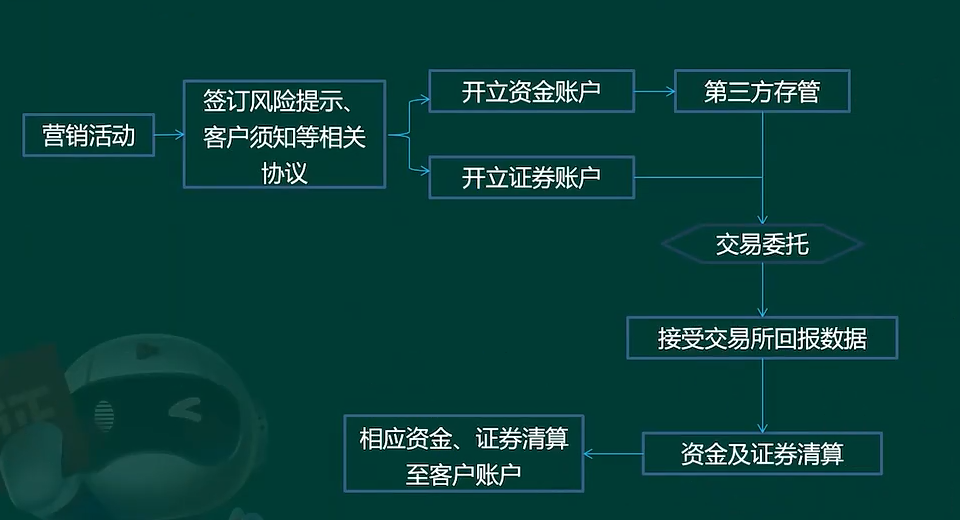 营销活动
签订风险提示、
客户须知等相关
协议
开立资金账户
第三方存管
开立证券账户
交易委托
接受交易所回报数据
资金及证券清算
相应资金、证券清算
至客户账户
证